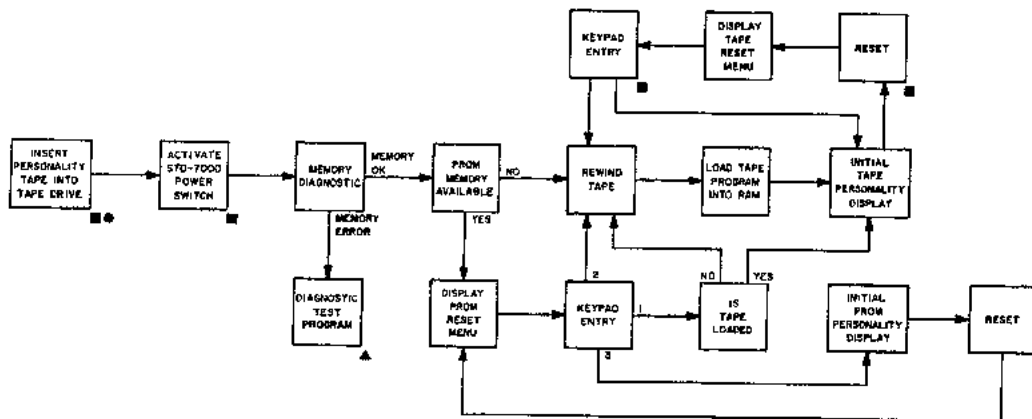 KEYPAD
ENTRY
DISPLAY
TAPE
RESET
MENU
RESET
INSERT
PERSONALITY
TAPE INTO
TAPE DRIVE
ACTIVATE
STD-7000
POWER
SWITCH
MEMORY
DIAGNOSTIC
MEMORY
OK
PROM
MEMORY
AVAILABLE
NO
REWIND
TAPE
LOAD TAPE
PROGRAM
INTO RAM
INITIAL
TAPE
PERSONALITY
DISPLAY
MEMORY
ERROR
YES
DIAGNOSTIC
TEST
PROGRAM
DISPLAY
PROM
RESET
MENU
2
KEYPAD
ENTRY
1
3
NO
YES
IS
TAPE
LOADED
INITIAL
PROM
PERSONALITY
DISPLAY
RESET